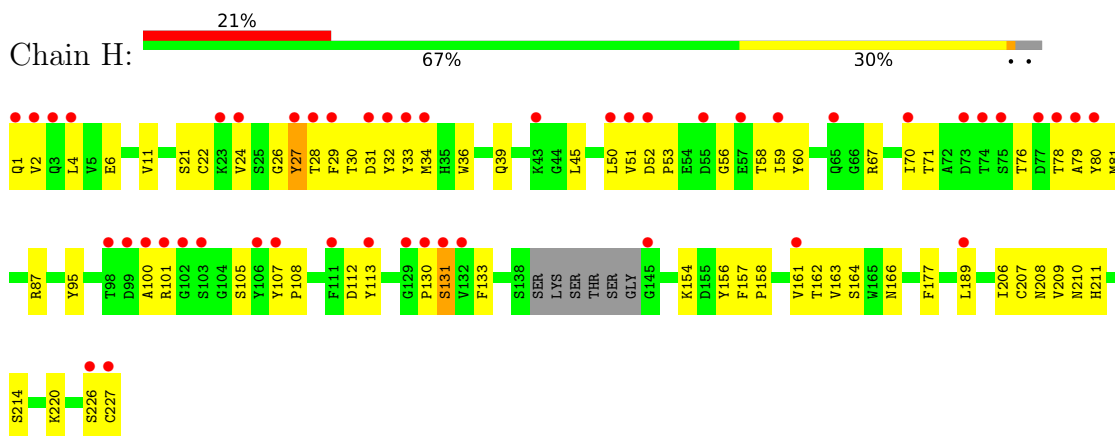 21%
Chain H:
67% 30% • •
Q1 V2 Q3 L4 V5 E6 V11 S21 C22 K23 V24 S25 G26 Y27 T28 F29 T30 D31 Y32 Y33 M34 H35 W36 Q39 K43 G44 L45 L50 V51 D52 P53 E54 D55 G56 E57 T58 I59 Y60 Q65 G66 R67 I70 T71 A72 D73 T74 S75 T76 D77 T78 A79 Y80 M81
R87 Y95 T98 D99 A100 R101 G102 S103 G104 S105 Y106 Y107 P108 F111 D112 Y113 G129 P130 S131 V132 F133 S138 SER LYS SER THR SER GLY G145 K154 D155 Y156 F157 P158 V161 T162 V163 S164 W165 N166 F177 L189 I206 C207 N208 V209 N210 H211
S214 K220 S226 C227